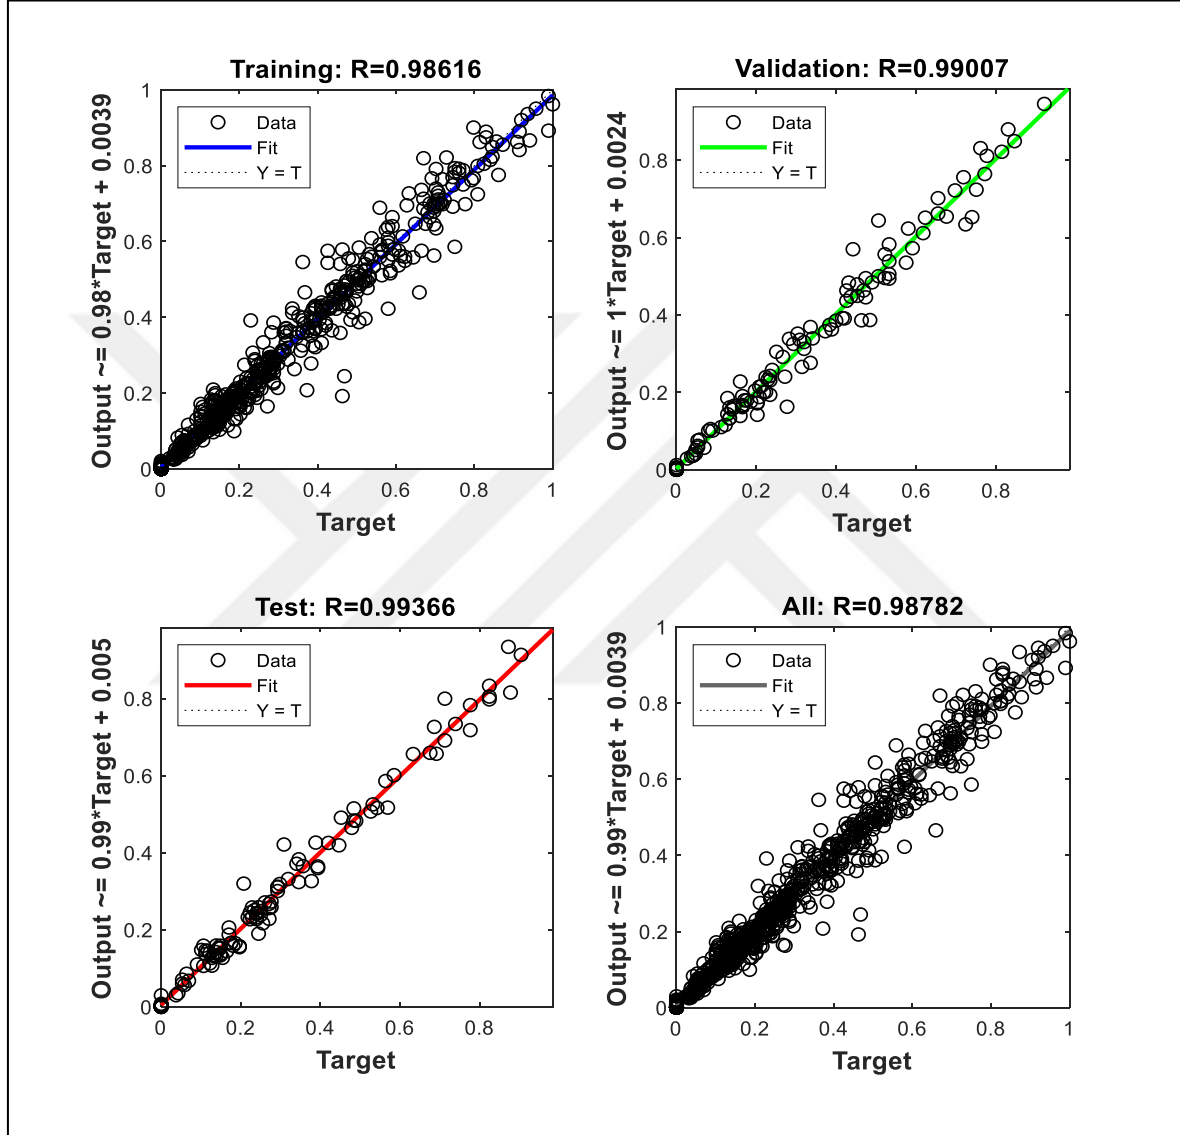 Training: R=0.98616
Output ~= 0.98*Target + 0.0039
1
0.8
0.6
0.4
0.2
0
Data
Fit
Y = T
0 0.2 0.4 0.6 0.8 1
Target
Validation: R=0.99007
Output ~= 1*Target + 0.0024
0.8
0.6
0.4
0.2
0
Data
Fit
Y = T
0 0.2 0.4 0.6 0.8
Target
Test: R=0.99366
Output ~= 0.99*Target + 0.005
0.8
0.6
0.4
0.2
0
Data
Fit
Y = T
0 0.2 0.4 0.6 0.8
Target
All: R=0.98782
Output ~= 0.99*Target + 0.0039
1
0.8
0.6
0.4
0.2
0
Data
Fit
Y = T
0 0.2 0.4 0.6 0.8 1
Target